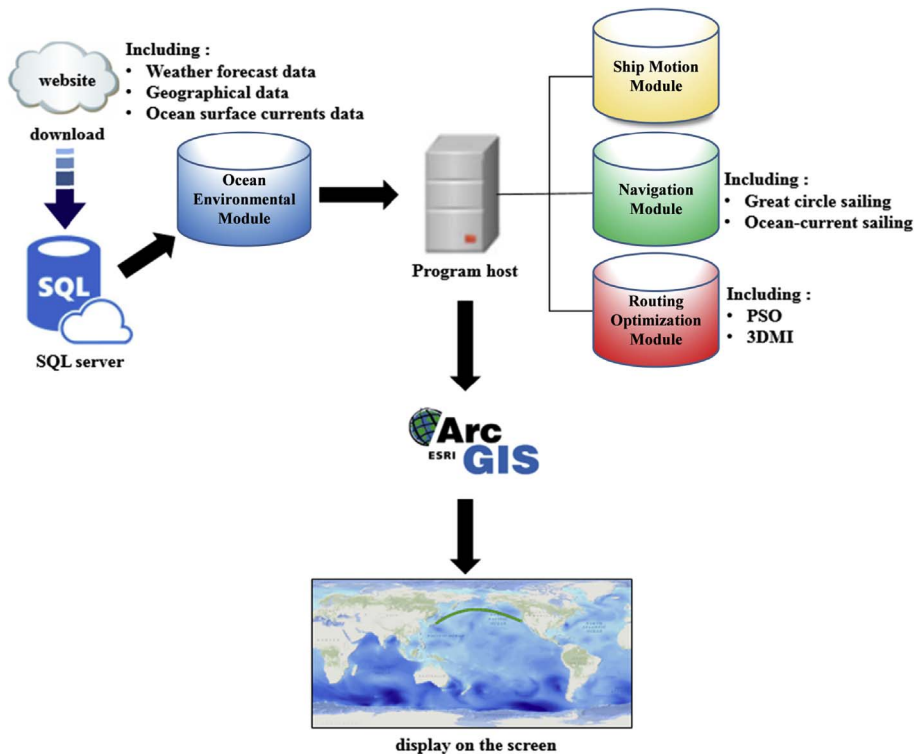 website
download
Including :
• Weather forecast data
• Geographical data
• Ocean surface currents data
SQL
SQL server
Ocean
Environmental
Module
Program host
Ship Motion
Module
Navigation
Module
Including :
• Great circle sailing
• Ocean-current sailing
Routing
Optimization
Module
Including :
• PSO
• 3DMI
Arc
ESRI
GIS
display on the screen